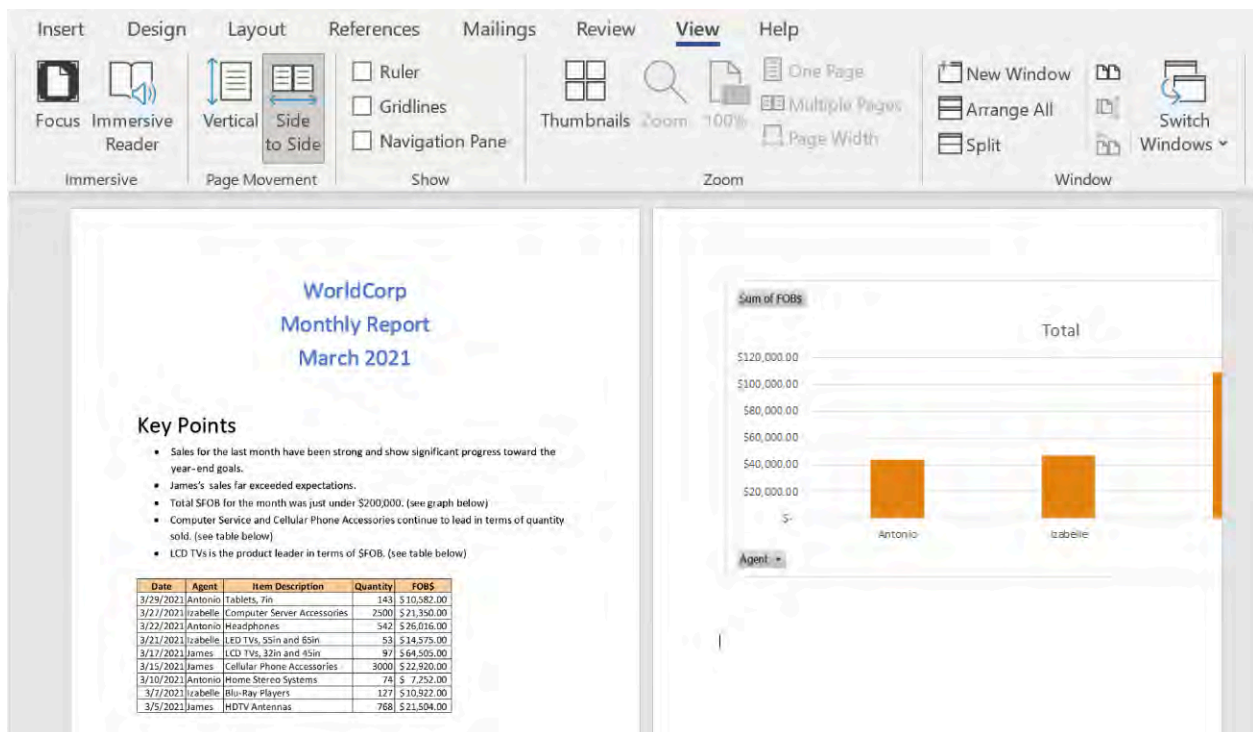 Insert Design Layout References Mailings Review View Help
Focus
Immersive Reader
Immersive
Vertical
Side to Side
Page Movement
Ruler
Gridlines
Navigation Pane
Show
Thumbnails
Zoom
100%
One Page
Multiple Pages
Page Width
Zoom
New Window
Arrange All
Split
Switch Windows
Window
WorldCorp
Monthly Report
March 2021
Key Points
• Sales for the last month have been strong and show significant progress toward the
year-end goals.
• James's sales far exceeded expectations.
• Total $FOB for the month was just under $200,000. (see graph below)
• Computer Service and Cellular Phone Accessories continue to lead in terms of quantity
sold. (see table below)
• LCD TVs is the product leader in terms of $FOB. (see table below)
Date Agent Item Description Quantity FOB$
3/29/2021 Antonio Tablets, 7in 143 $10,582.00
3/27/2021 Izabelle Computer Server Accessories 2500 $21,350.00
3/22/2021 Antonio Headphones 542 $26,016.00
3/21/2021 Izabelle LED TVs, 55in and 65in 53 $14,575.00
3/17/2021 James LCD TVs, 32in and 45in 97 $64,505.00
3/15/2021 James Cellular Phone Accessories 3000 $22,920.00
3/10/2021 Antonio Home Stereo Systems 74 $ 7,252.00
3/7/2021 Izabelle Blu-Ray Players 127 $10,922.00
3/5/2021 James HDTV Antennas 768 $21,504.00
Sum of FOB$
Total
$120,000.00
$100,000.00
$80,000.00
$60,000.00
$40,000.00
$20,000.00
$-
Antonio Izabelle
Agent